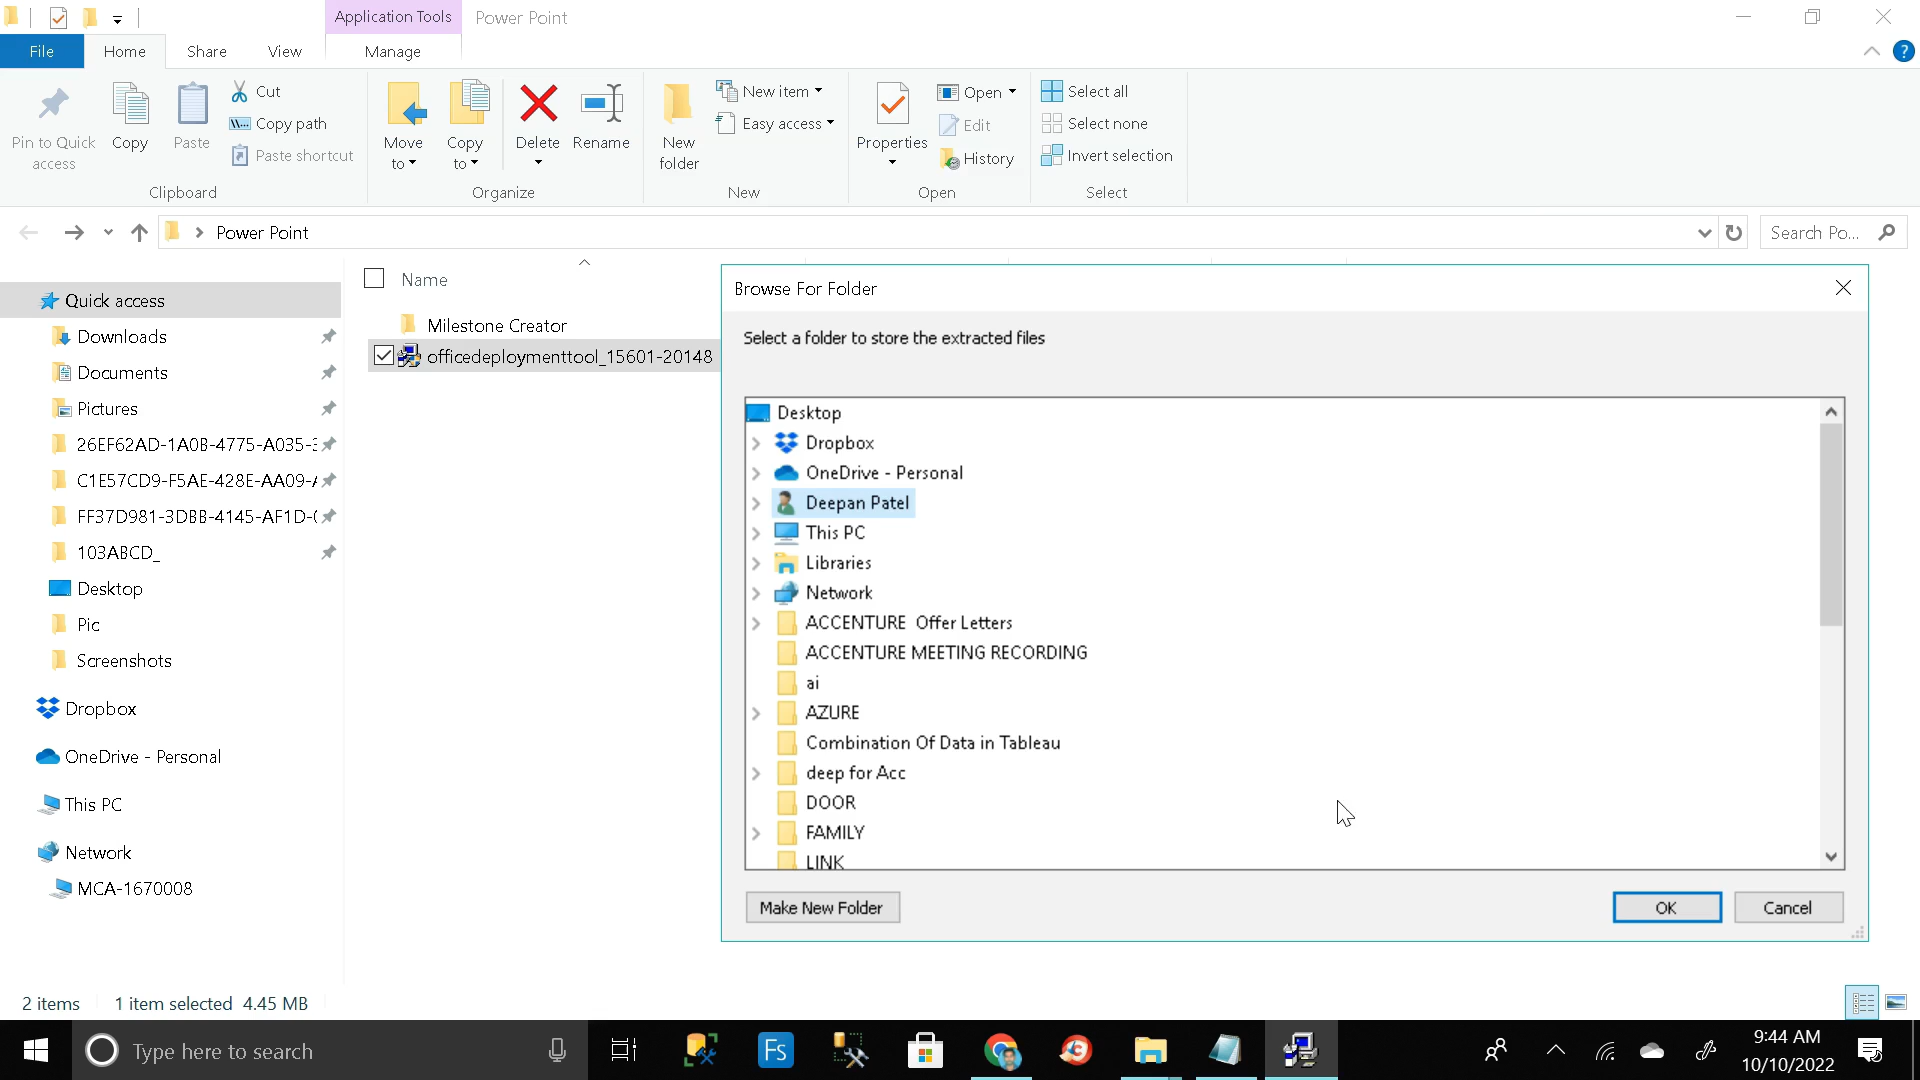 Application Tools
Power Point
File
Home
Share
View
Manage
Pin to Quick access
Copy
Paste
Cut
Copy path
Paste shortcut
Clipboard
Move to
Copy to
Delete
Rename
Organize
New folder
New item
Easy access
New
Properties
Open
Edit
History
Open
Select all
Select none
Invert selection
Select
Power Point
Search Po...
Quick access
Downloads
Documents
Pictures
26EF62AD-1A0B-4775-A035-
C1E57CD9-F5AE-428E-AA09-
FF37D981-3DBB-4145-AF1D-
103ABCD_
Desktop
Pic
Screenshots
Dropbox
OneDrive - Personal
This PC
Network
MCA-1670008
Name
Milestone Creator
officedeploymenttool_15601-20148
Browse For Folder
Select a folder to store the extracted files
Desktop
Dropbox
OneDrive - Personal
Deepan Patel
This PC
Libraries
Network
ACCENTURE  Offer Letters
ACCENTURE MEETING RECORDING
ai
AZURE
Combination Of Data in Tableau
deep for Acc
DOOR
FAMILY
LINK
Make New Folder
OK
Cancel
2 items
1 item selected 4.45 MB
Type here to search
Fs
9:44 AM
10/10/2022